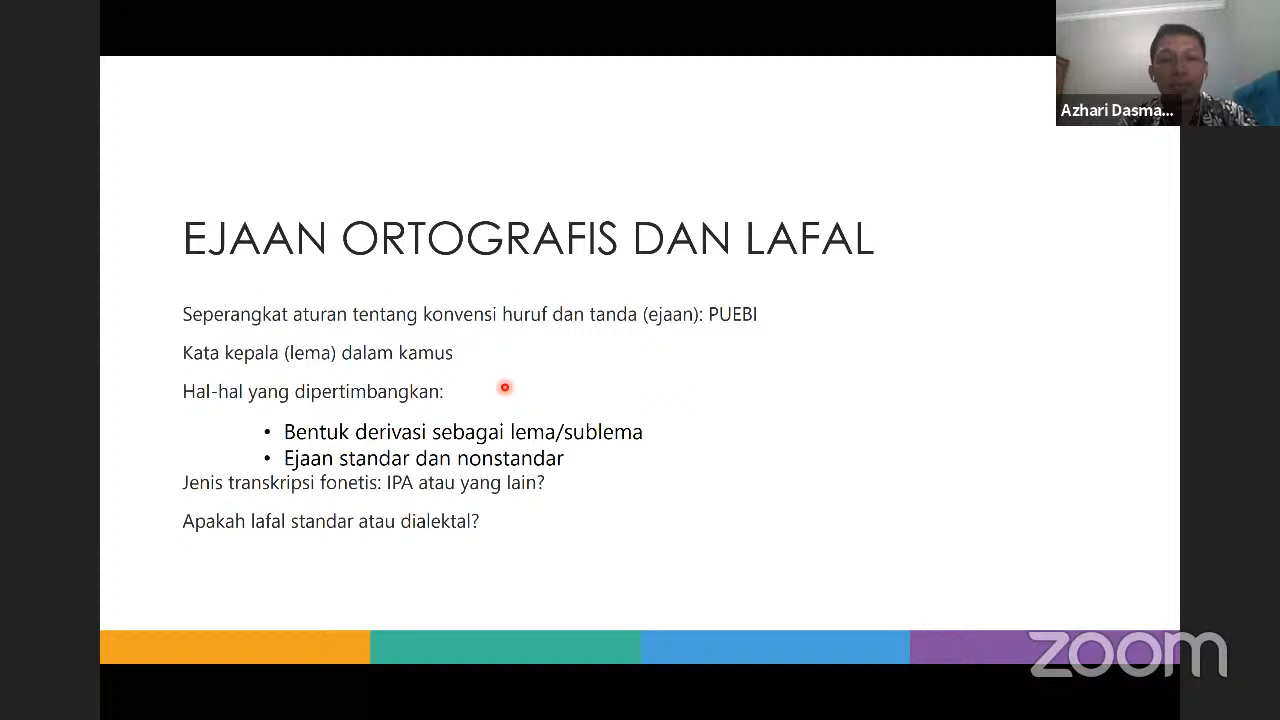 Azhari Dasma...
EJAAN ORTOGRAFIS DAN LAFAL
Seperangkat aturan tentang konvensi huruf dan tanda (ejaan): PUEBI
Kata kepala (lema) dalam kamus
Hal-hal yang dipertimbangkan:
• Bentuk derivasi sebagai lema/sublema
• Ejaan standar dan nonstandar
Jenis transkripsi fonetis: IPA atau yang lain?
Apakah lafal standar atau dialektal?
zoom